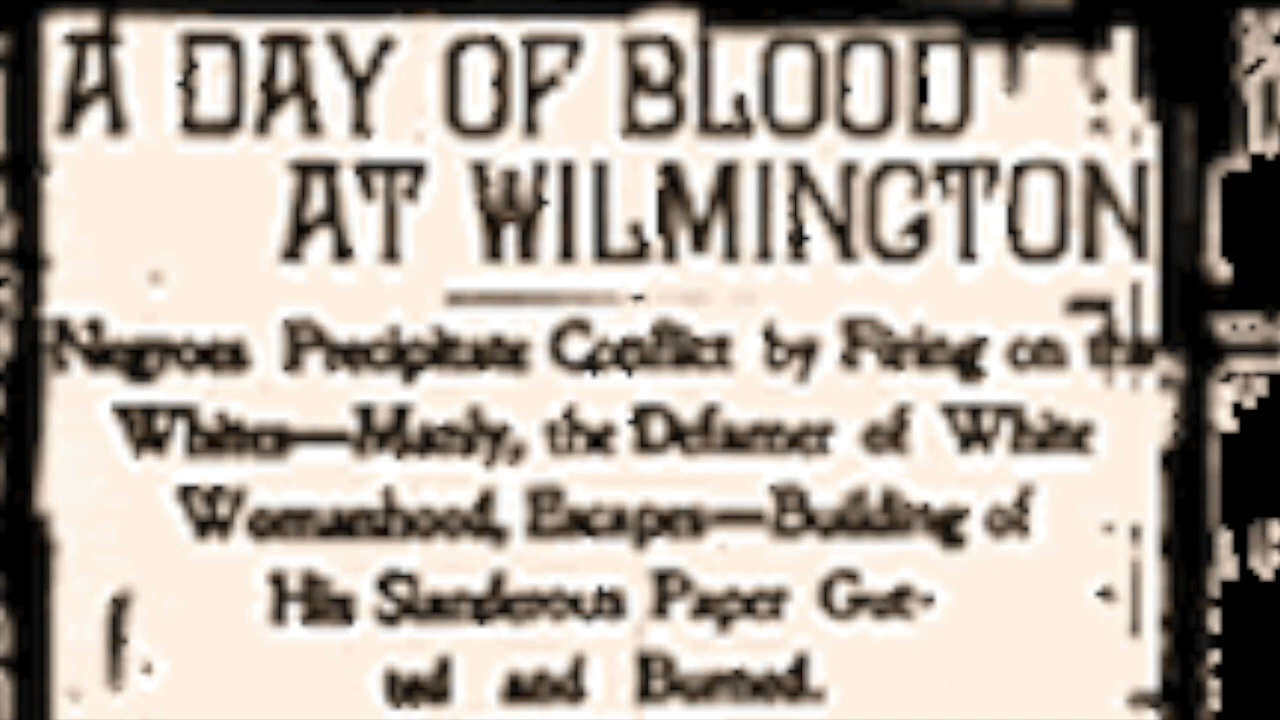 A DAY OF BLOOD
AT WILMINGTON
Negroes Precipitate Conflict by Firing on the
Whites—Manly, the Defamer of White
Womanhood, Escapes—Building of
His Slanderous Paper Gut-
ted and Burned.